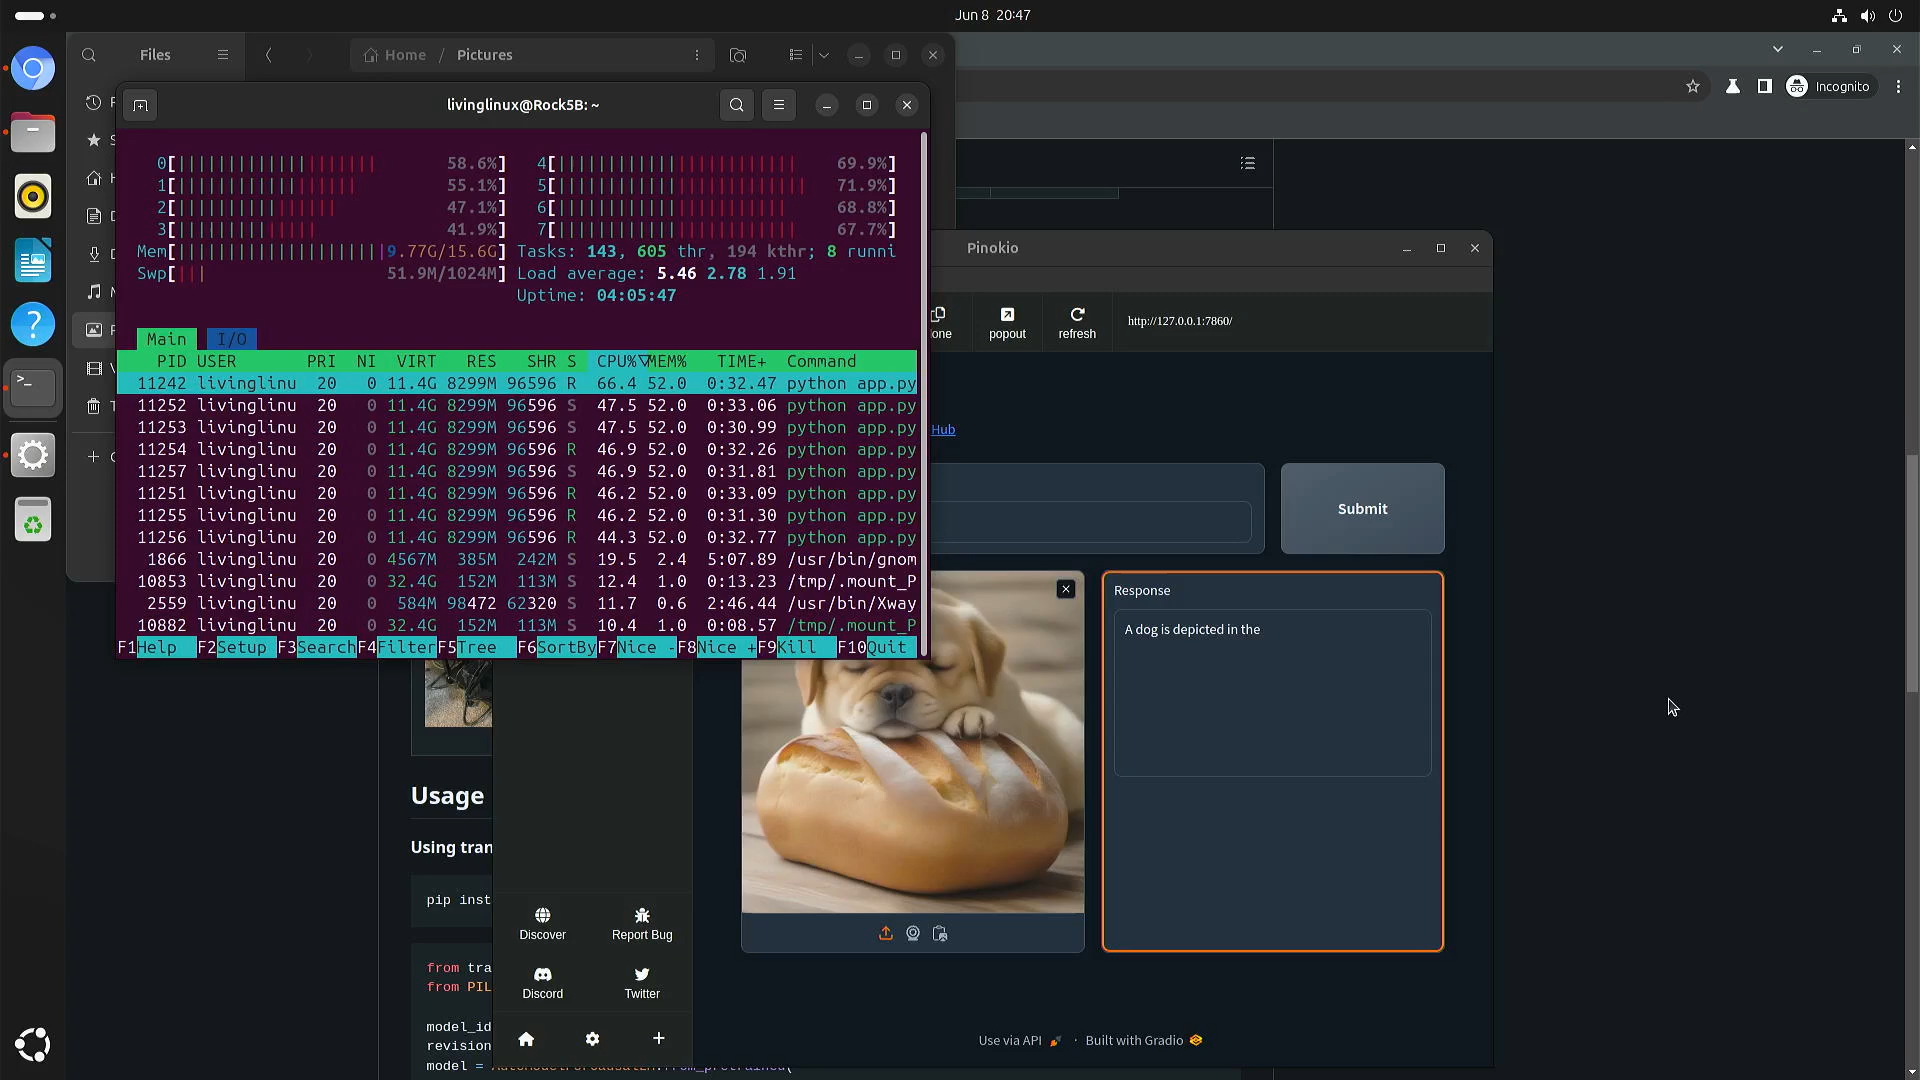 Jun 8 20:47
Files
Home / Pictures
livinglinux@Rock5B: ~
Incognito
0[ 58.6%] 4[ 69.9%]
1[ 55.1%] 5[ 71.9%]
2[ 47.1%] 6[ 68.8%]
3[ 41.9%] 7[ 67.7%]
Mem[ 9.77G/15.6G] Tasks: 143, 605 thr, 194 kthr; 8 runni
Swp[ 51.9M/1024M] Load average: 5.46 2.78 1.91
Uptime: 04:05:47
Main I/O
PID USER PRI NI VIRT RES SHR S CPU%▽MEM% TIME+ Command
11242 livinglinu 20 0 11.4G 8299M 96596 R 66.4 52.0 0:32.47 python app.py
11252 livinglinu 20 0 11.4G 8299M 96596 S 47.5 52.0 0:33.06 python app.py
11253 livinglinu 20 0 11.4G 8299M 96596 S 47.5 52.0 0:30.99 python app.py
11254 livinglinu 20 0 11.4G 8299M 96596 R 46.9 52.0 0:32.26 python app.py
11257 livinglinu 20 0 11.4G 8299M 96596 S 46.9 52.0 0:31.81 python app.py
11251 livinglinu 20 0 11.4G 8299M 96596 R 46.2 52.0 0:33.09 python app.py
11255 livinglinu 20 0 11.4G 8299M 96596 R 46.2 52.0 0:31.30 python app.py
11256 livinglinu 20 0 11.4G 8299M 96596 R 44.3 52.0 0:32.77 python app.py
1866 livinglinu 20 0 4567M 385M 242M S 19.5 2.4 5:07.89 /usr/bin/gnom
10853 livinglinu 20 0 32.4G 152M 113M S 12.4 1.0 0:13.23 /tmp/.mount_P
2559 livinglinu 20 0 584M 98472 62320 S 11.7 0.6 2:46.44 /usr/bin/Xway
10882 livinglinu 20 0 32.4G 152M 113M S 10.4 1.0 0:08.57 /tmp/.mount_P
F1Help F2Setup F3SearchF4FilterF5Tree F6SortByF7Nice -F8Nice +F9Kill F10Quit
Pinokio
one
popout
refresh
http://127.0.0.1:7860/
Hub
Submit
Response
A dog is depicted in the
Usage
Using tran
pip inst
from tra
from PIL
model_id
revision
model =
Discover
Report Bug
Discord
Twitter
Use via API · Built with Gradio